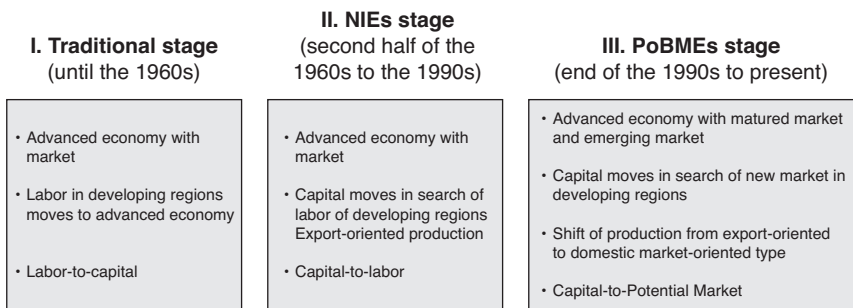 I. Traditional stage
(until the 1960s)
• Advanced economy with
market
• Labor in developing regions
moves to advanced economy
• Labor-to-capital
II. NIEs stage
(second half of the
1960s to the 1990s)
• Advanced economy with
market
• Capital moves in search of
labor of developing regions
Export-oriented production
• Capital-to-labor
III. PoBMEs stage
(end of the 1990s to present)
• Advanced economy with matured market
and emerging market
• Capital moves in search of new market in
developing regions
• Shift of production from export-oriented
to domestic market-oriented type
• Capital-to-Potential Market